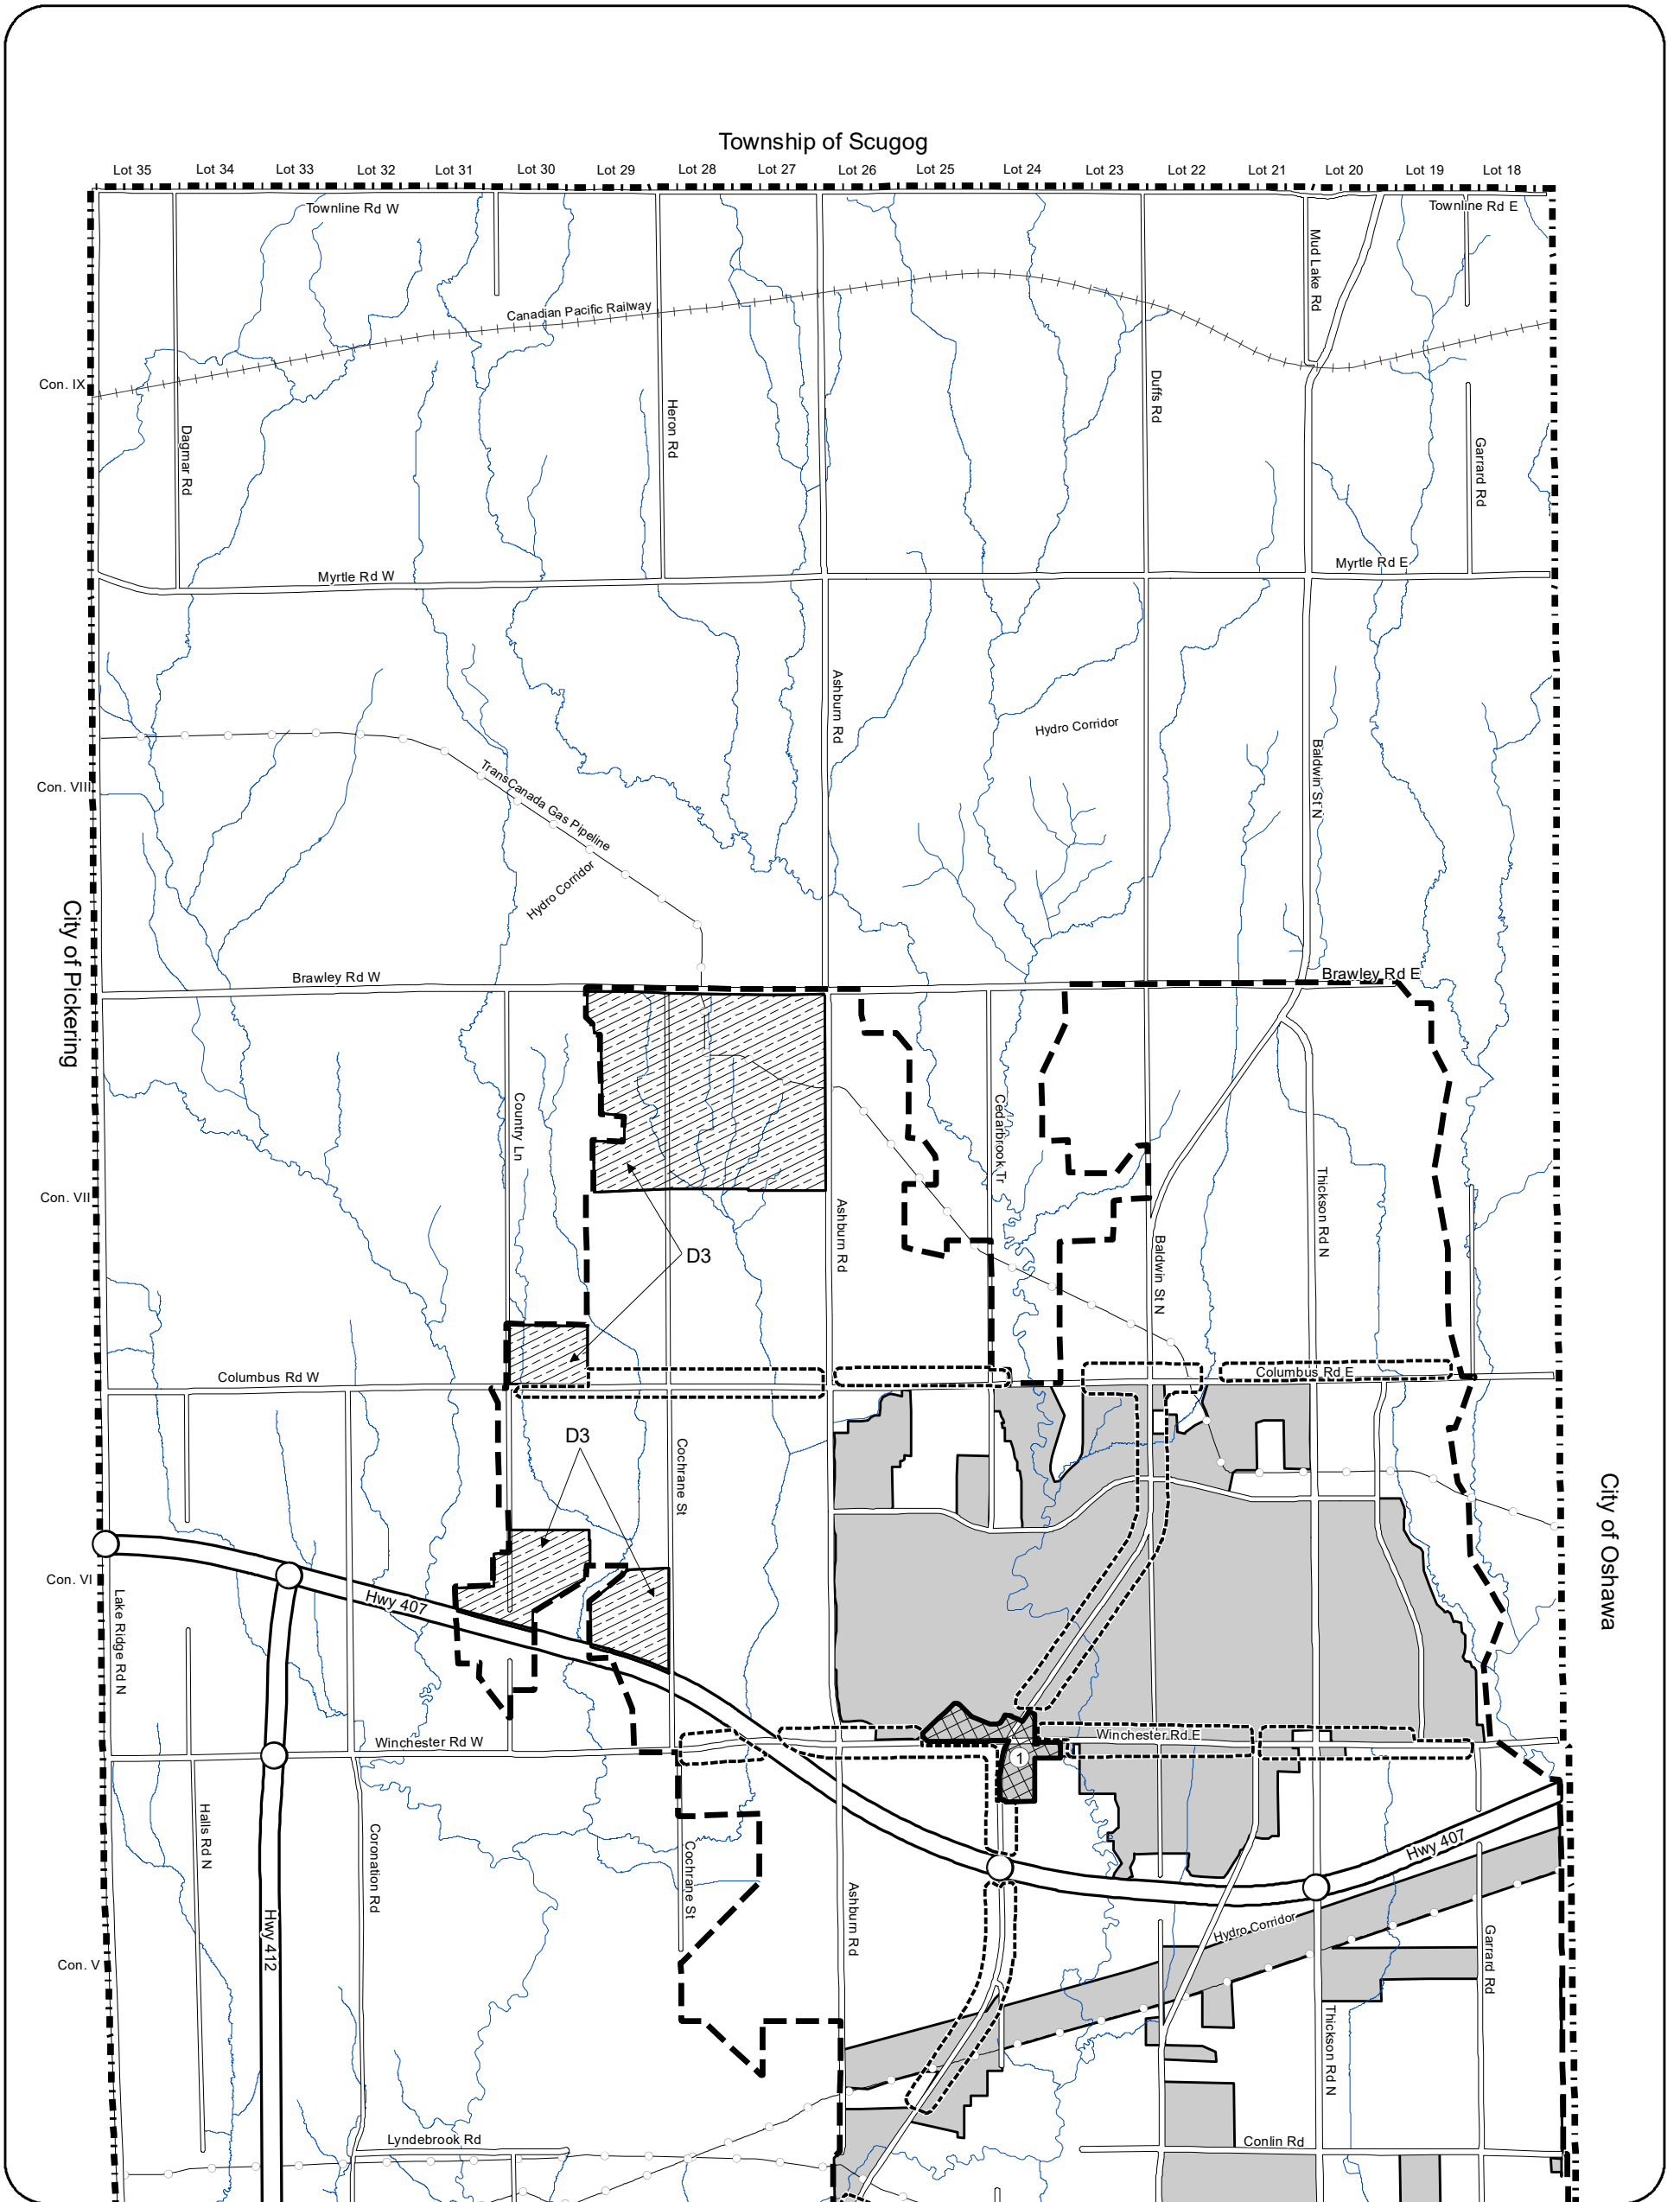 Township of Scugog
Lot 35 Lot 34 Lot 33 Lot 32 Lot 31 Lot 30 Lot 29 Lot 28 Lot 27 Lot 26 Lot 25 Lot 24 Lot 23 Lot 22 Lot 21 Lot 20 Lot 19 Lot 18
Townline Rd W
Townline Rd E
Mud Lake Rd
Canadian Pacific Railway
Con. IX
Dagmar Rd
Heron Rd
Duffs Rd
Garrard Rd
Myrtle Rd W
Myrtle Rd E
Ashburn Rd
Hydro Corridor
Baldwin St N
Con. VIII
TransCanada Gas Pipeline
Hydro Corridor
City of Pickering
Brawley Rd W
Brawley Rd E
Country Ln
Cedarbrook Tr
Con. VII
Ashburn Rd
Thickson Rd N
Baldwin St N
D3
Columbus Rd W
Columbus Rd E
D3
Cochrane St
City of Oshawa
Con. VI
Lake Ridge Rd N
Hwy 407
Winchester Rd W
Winchester Rd E
1
Halls Rd N
Coronation Rd
Cochrane St
Hwy 407
Ashburn Rd
Hwy 412
Hydro Corridor
Garrard Rd
Con. V
Thickson Rd N
Lyndebrook Rd
Conlin Rd